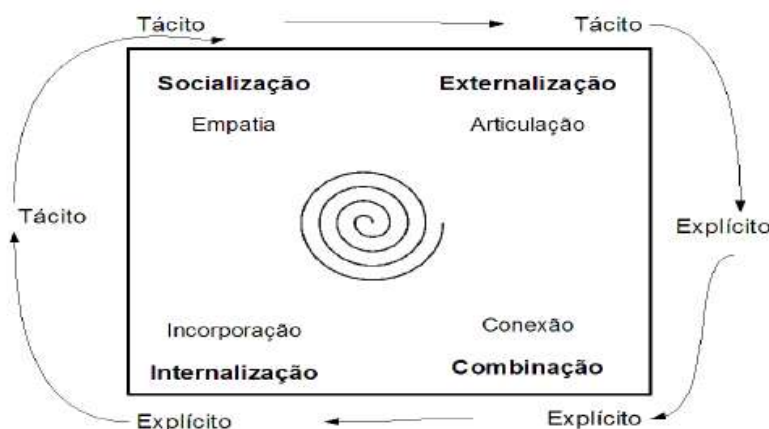 Tácito
Tácito
Socialização
Externalização
Empatia
Articulação
Tácito
Explícito
Incorporação
Conexão
Internalização
Combinação
Explícito
Explícito